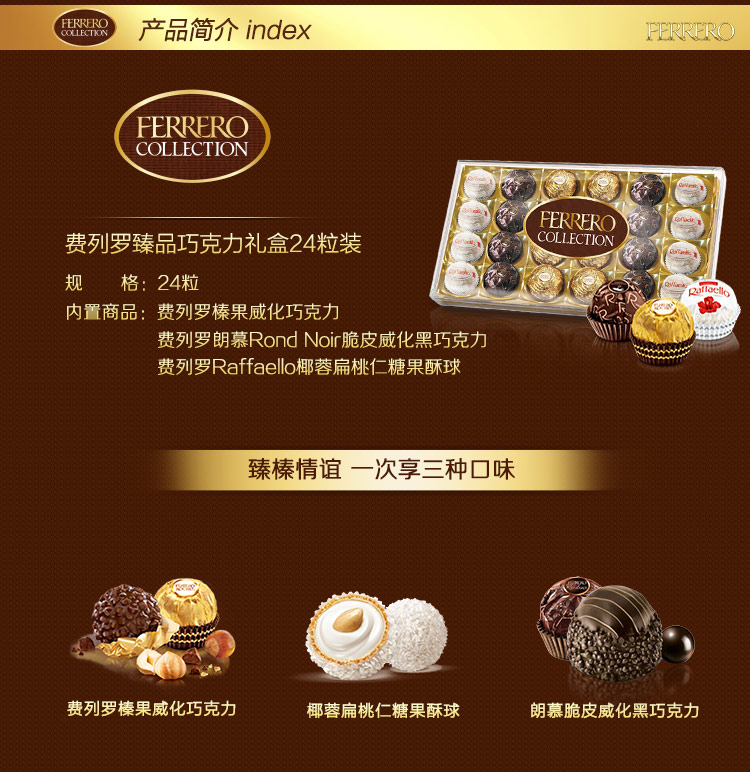 FERRERO
COLLECTION
产品简介 index
FERRERO
FERRERO
COLLECTION
费列罗臻品巧克力礼盒24粒装
规 格：24粒
内置商品：费列罗榛果威化巧克力
费列罗朗慕Rond Noir脆皮威化黑巧克力
费列罗Raffaello椰蓉扁桃仁糖果酥球
FERRERO
COLLECTION
Raffaello
臻榛情谊 一次享三种口味
费列罗榛果威化巧克力
椰蓉扁桃仁糖果酥球
朗慕脆皮威化黑巧克力